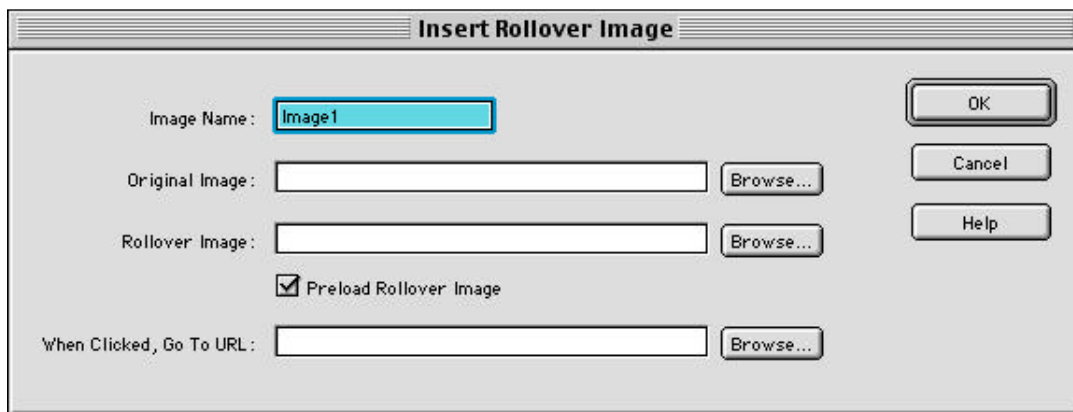 Insert Rollover Image
Image Name: Image1
OK
Original Image: Browse...
Cancel
Rollover Image: Browse...
Help
Preload Rollover Image
When Clicked, Go To URL: Browse...